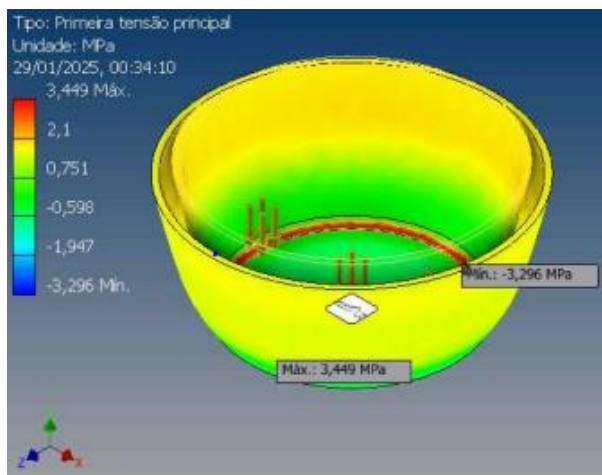 Tipo: Primeira tensão principal
Unidade: MPa
29/01/2025, 00:34:10
3,449 Máx.
2,1
0,751
-0,598
-1,947
-3,296 Mín.
Mín.: -3,296 MPa
Máx.: 3,449 MPa
Z
X